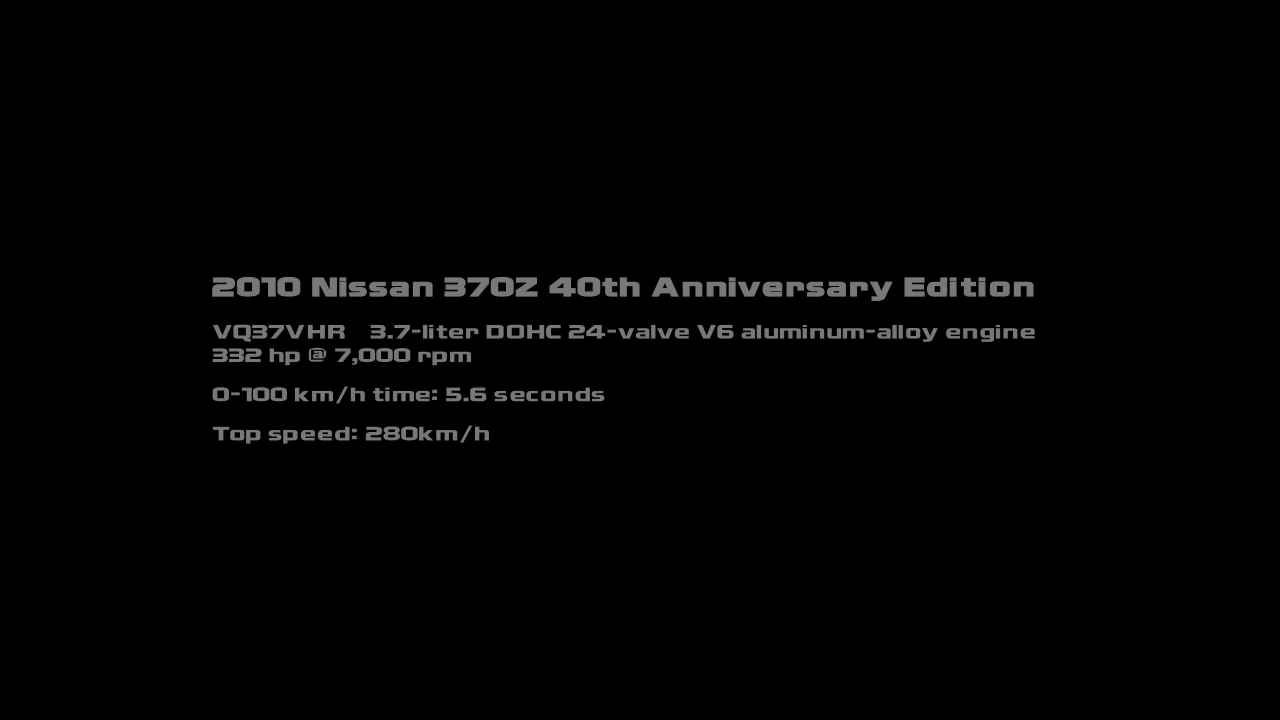 2010 Nissan 370Z 40th Anniversary Edition
VQ37VHR 3.7-liter DOHC 24-valve V6 aluminum-alloy engine
332 hp @ 7,000 rpm
0-100 km/h time: 5.6 seconds
Top speed: 280km/h